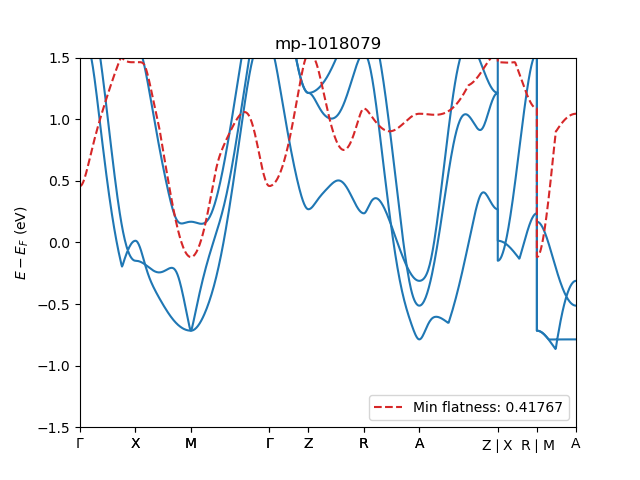 mp-1018079
E − E_F (eV)
1.5
1.0
0.5
0.0
−0.5
−1.0
−1.5
Min flatness: 0.41767
Γ X M Γ Z R A Z | X R | M A